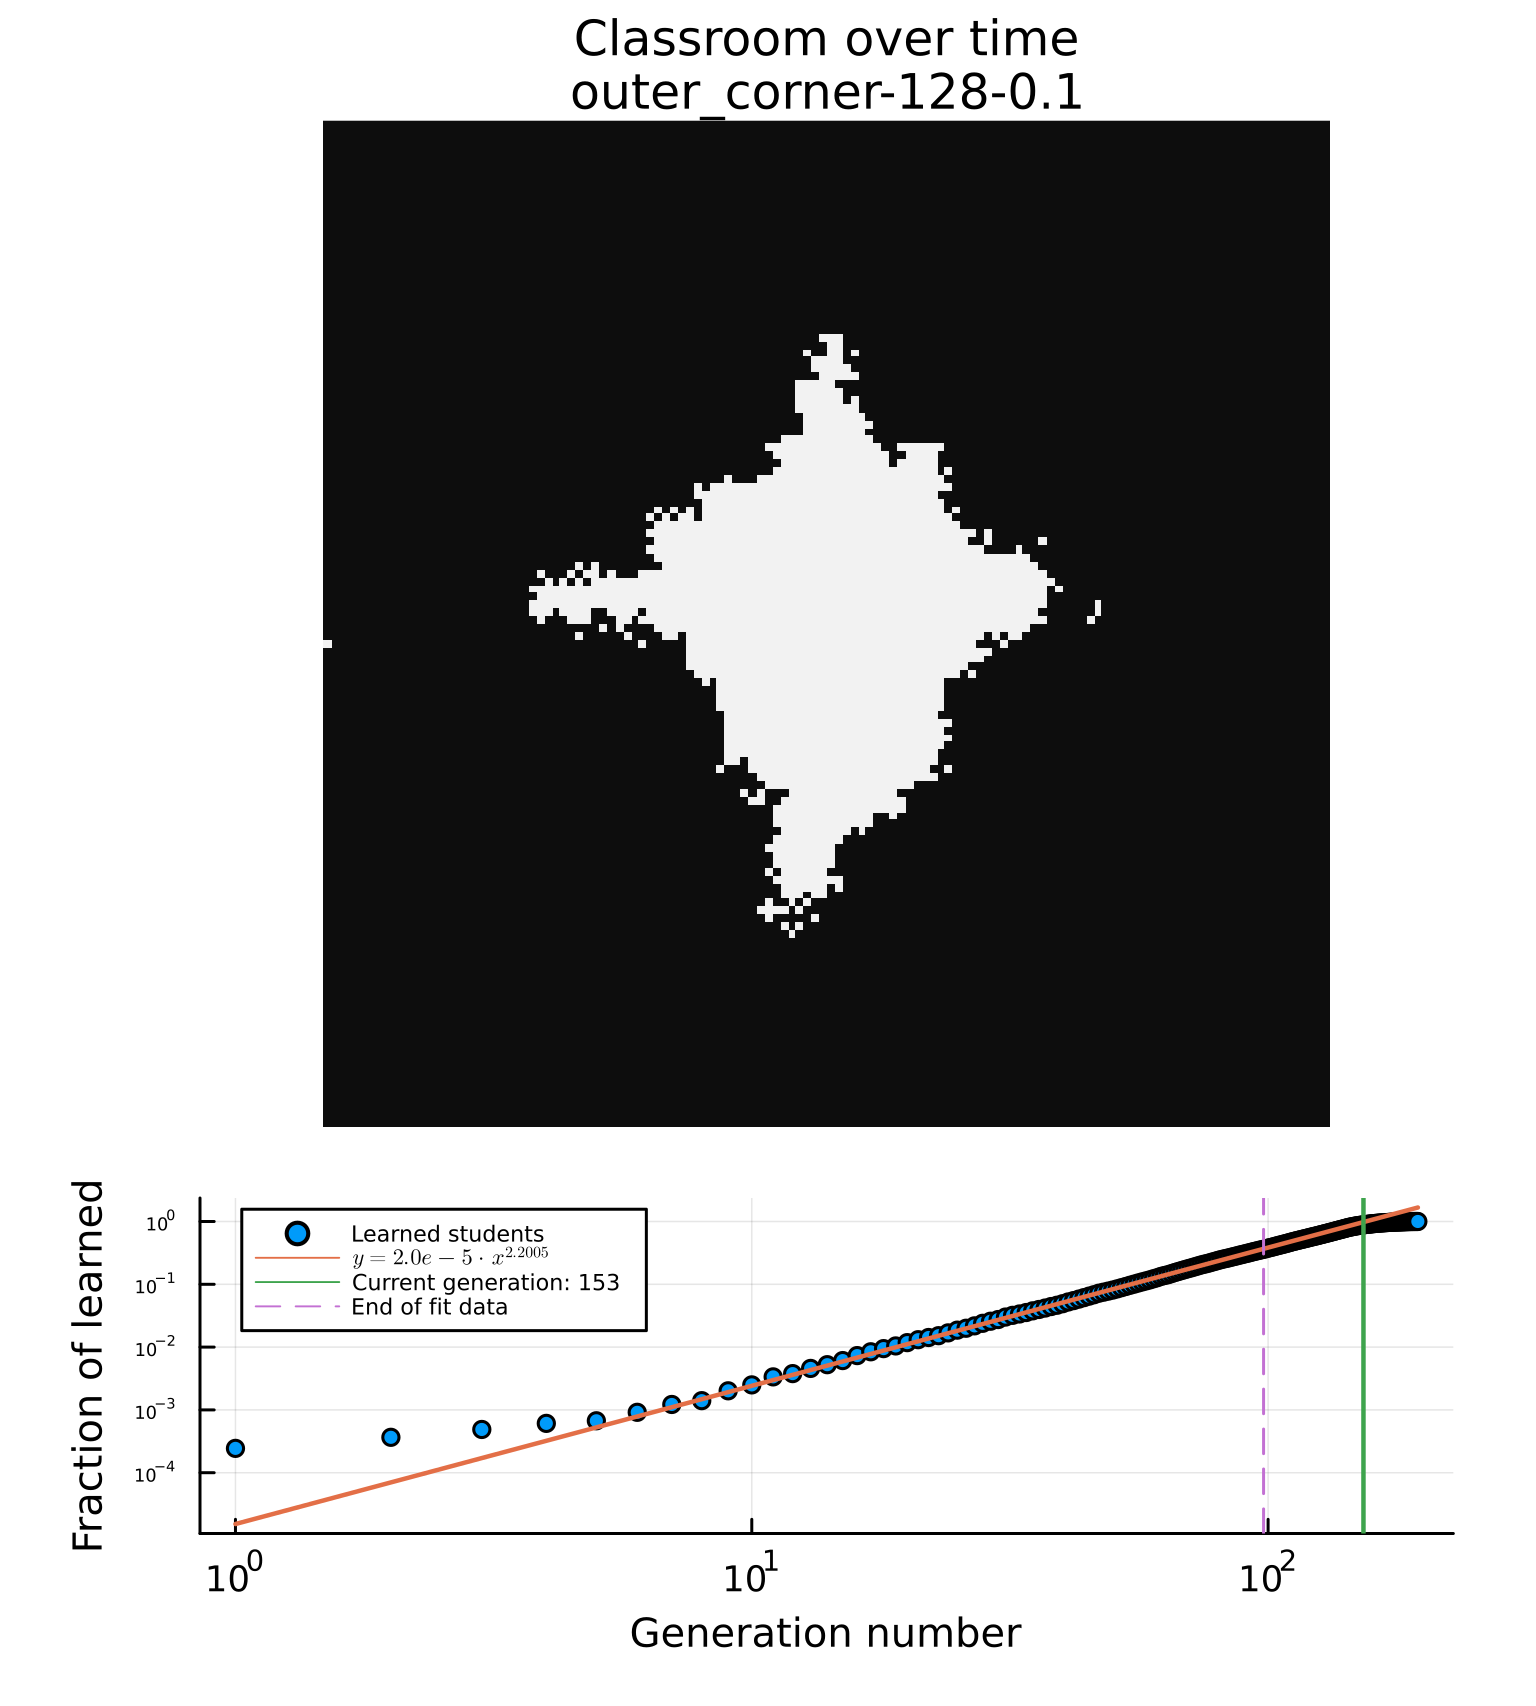 Classroom over time
outer_corner-128-0.1
Fraction of learned
10^0
10^-1
10^-2
10^-3
10^-4
Learned students
y = 2.0e − 5 · x^2.2005
Current generation: 153
End of fit data
10^0 10^1 10^2
Generation number